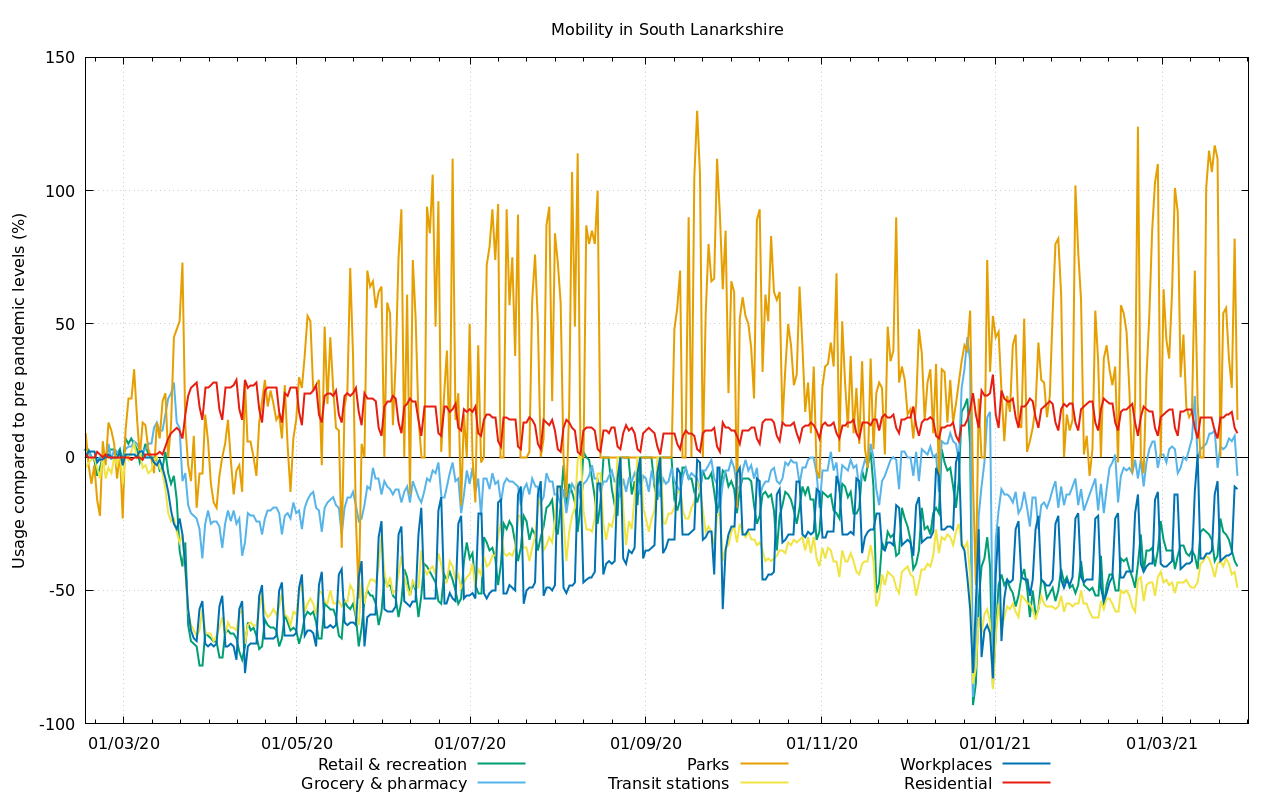 Mobility in South Lanarkshire
Usage compared to pre pandemic levels (%)
150
100
50
0
-50
-100
01/03/20 01/05/20 01/07/20 01/09/20 01/11/20 01/01/21 01/03/21
Retail & recreation Parks Workplaces
Grocery & pharmacy Transit stations Residential